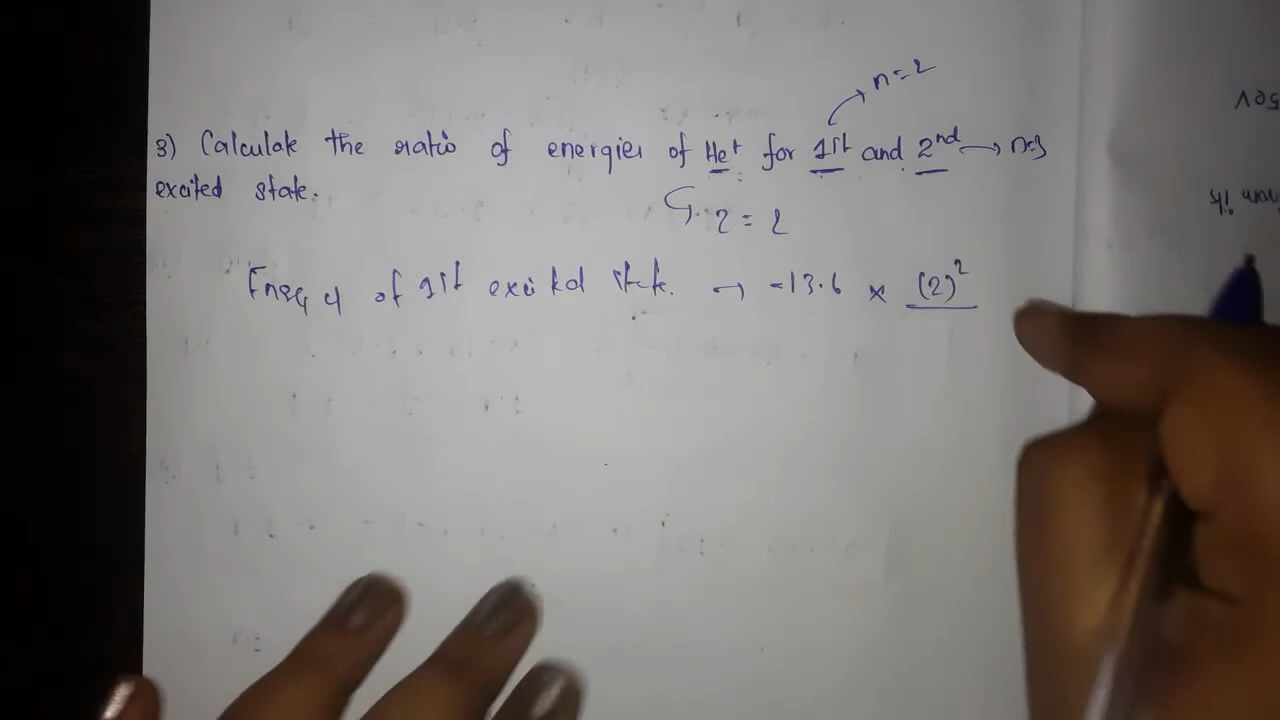 n=2
3) Calculate the ratio of energies of He+ for 1st and 2nd → n=3
excited state.
z = 2
Energy of 1st excited state. → -13.6 × (2)²
5ev